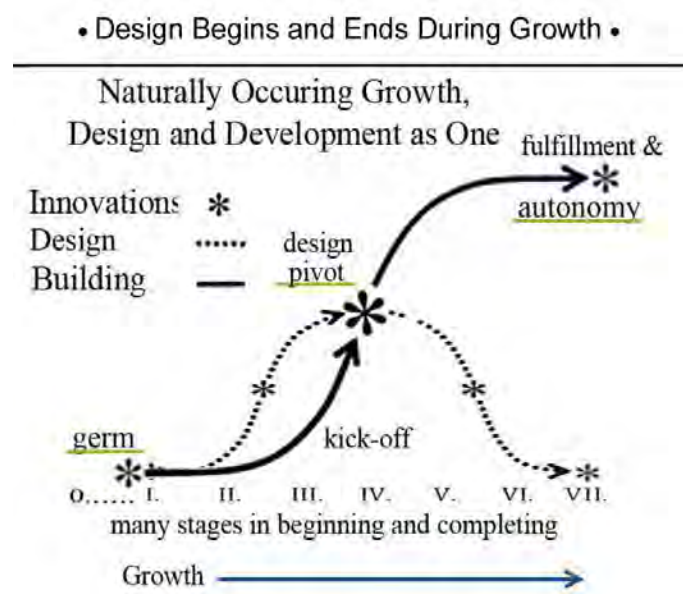 • Design Begins and Ends During Growth •
Naturally Occuring Growth,
Design and Development as One
fulfillment &
autonomy
Innovations *
Design
Building
design
pivot
germ
kick-off
0...... I. II. III. IV. V. VI. VII.
many stages in beginning and completing
Growth